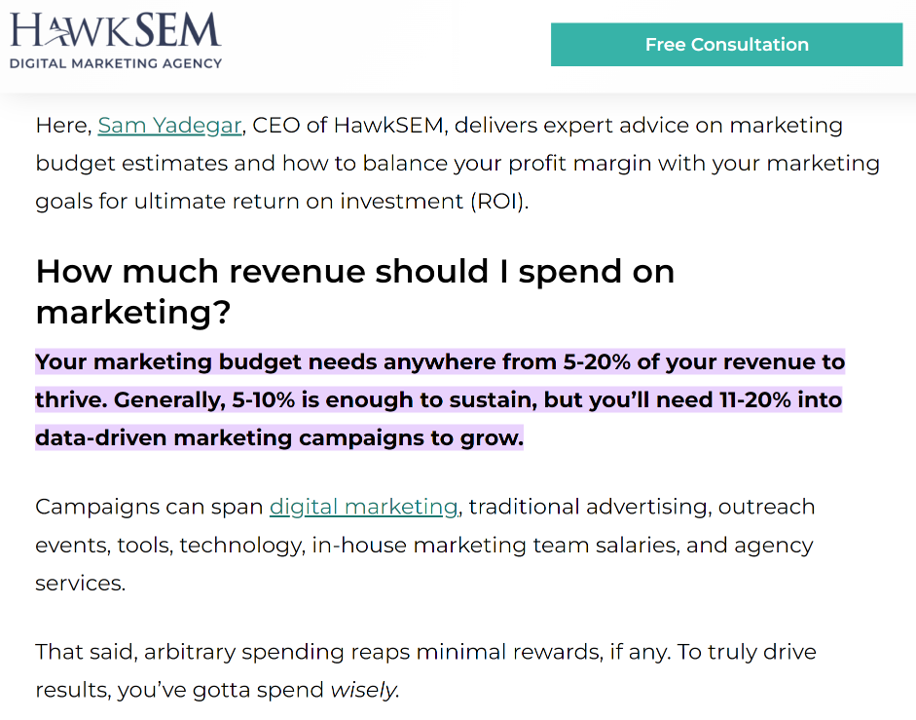 HAWKSEM
DIGITAL MARKETING AGENCY
Free Consultation
Here, Sam Yadegar, CEO of HawkSEM, delivers expert advice on marketing
budget estimates and how to balance your profit margin with your marketing
goals for ultimate return on investment (ROI).
How much revenue should I spend on
marketing?
Your marketing budget needs anywhere from 5-20% of your revenue to
thrive. Generally, 5-10% is enough to sustain, but you’ll need 11-20% into
data-driven marketing campaigns to grow.
Campaigns can span digital marketing, traditional advertising, outreach
events, tools, technology, in-house marketing team salaries, and agency
services.
That said, arbitrary spending reaps minimal rewards, if any. To truly drive
results, you’ve gotta spend wisely.